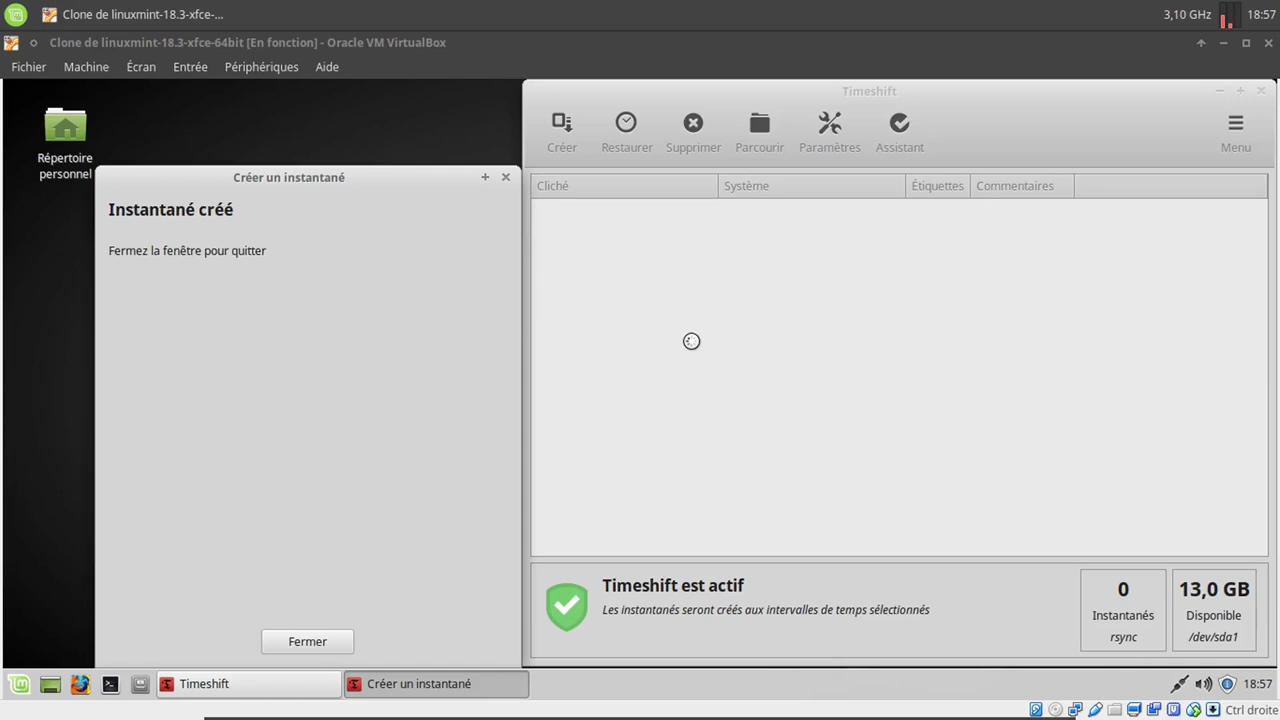 Clone de linuxmint-18.3-xfce-...
3,10 GHz
18:57
Clone de linuxmint-18.3-xfce-64bit [En fonction] - Oracle VM VirtualBox
Fichier Machine Écran Entrée Périphériques Aide
Répertoire
personnel
Créer un instantané
Instantané créé
Fermez la fenêtre pour quitter
Fermer
Timeshift
Créer Restaurer Supprimer Parcourir Paramètres Assistant Menu
Cliché Système Étiquettes Commentaires
Timeshift est actif
Les instantanés seront créés aux intervalles de temps sélectionnés
0
Instantanés
rsync
13,0 GB
Disponible
/dev/sda1
Timeshift
Créer un instantané
18:57
Ctrl droite